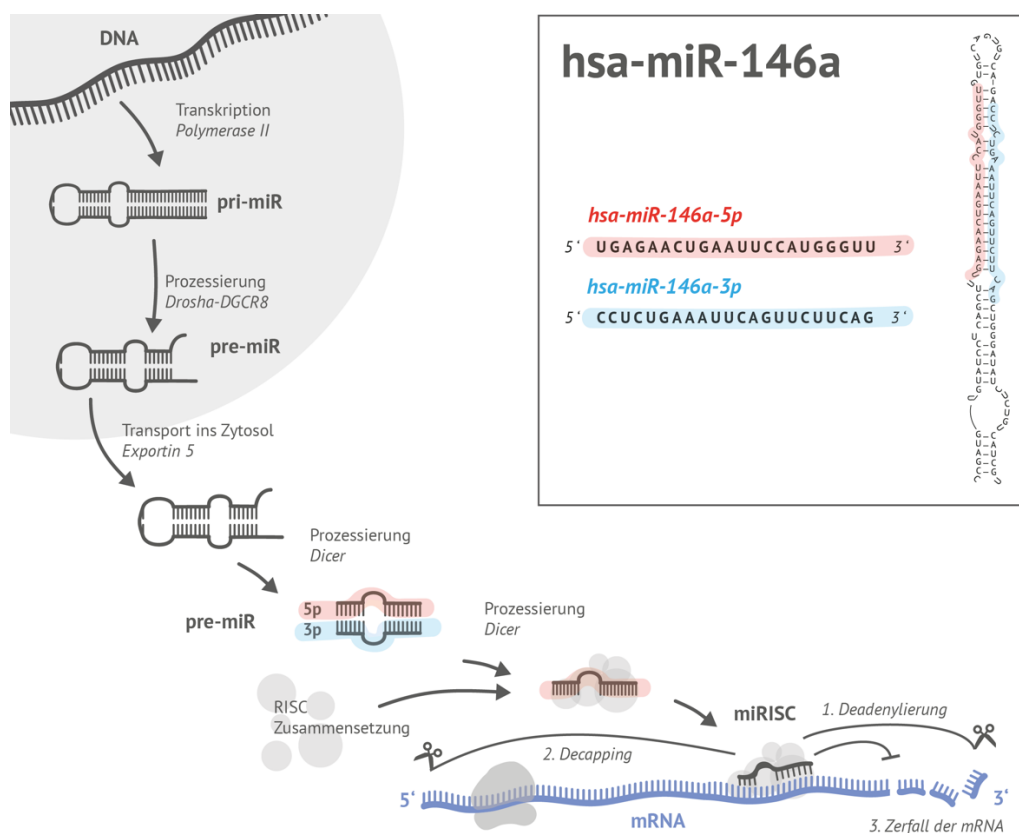 DNA
Transkription
Polymerase II
pri-miR
Prozessierung
Drosha-DGCR8
pre-miR
Transport ins Zytosol
Exportin 5
Prozessierung
Dicer
pre-miR
5p
3p
Prozessierung
Dicer
RISC
Zusammensetzung
miRISC
1. Deadenylierung
2. Decapping
5‘
mRNA
3‘
3. Zerfall der mRNA
hsa-miR-146a
hsa-miR-146a-5p
5‘ UGAGAACUGAAUUCCAUGGGUU 3‘
hsa-miR-146a-3p
5‘ CCUCUGAAAUUCAGUUCUUCAG 3‘